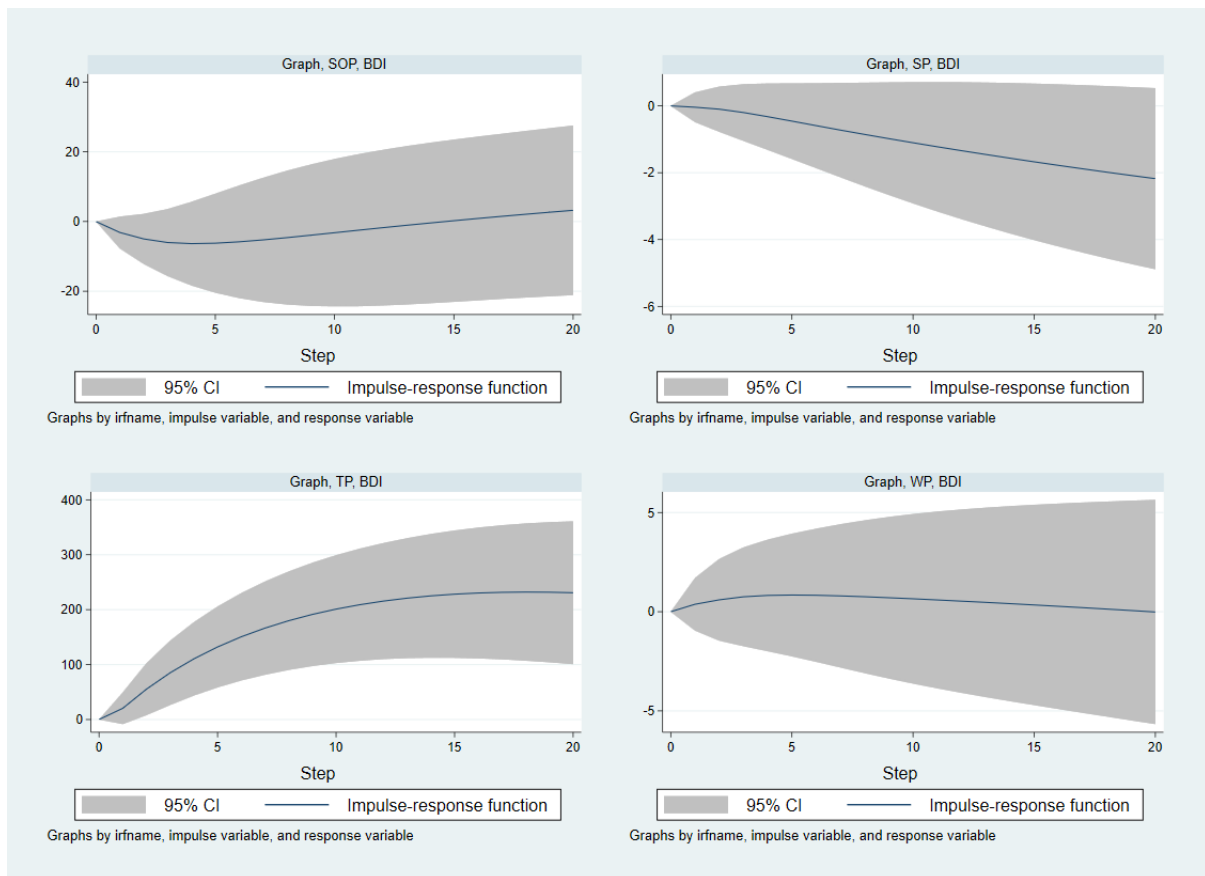 Graph, SOP, BDI
40
20
0
-20
0 5 10 15 20
Step
95% CI Impulse-response function
Graphs by irfname, impulse variable, and response variable
Graph, SP, BDI
0
-2
-4
-6
0 5 10 15 20
Step
95% CI Impulse-response function
Graphs by irfname, impulse variable, and response variable
Graph, TP, BDI
400
300
200
100
0
0 5 10 15 20
Step
95% CI Impulse-response function
Graphs by irfname, impulse variable, and response variable
Graph, WP, BDI
5
0
-5
0 5 10 15 20
Step
95% CI Impulse-response function
Graphs by irfname, impulse variable, and response variable